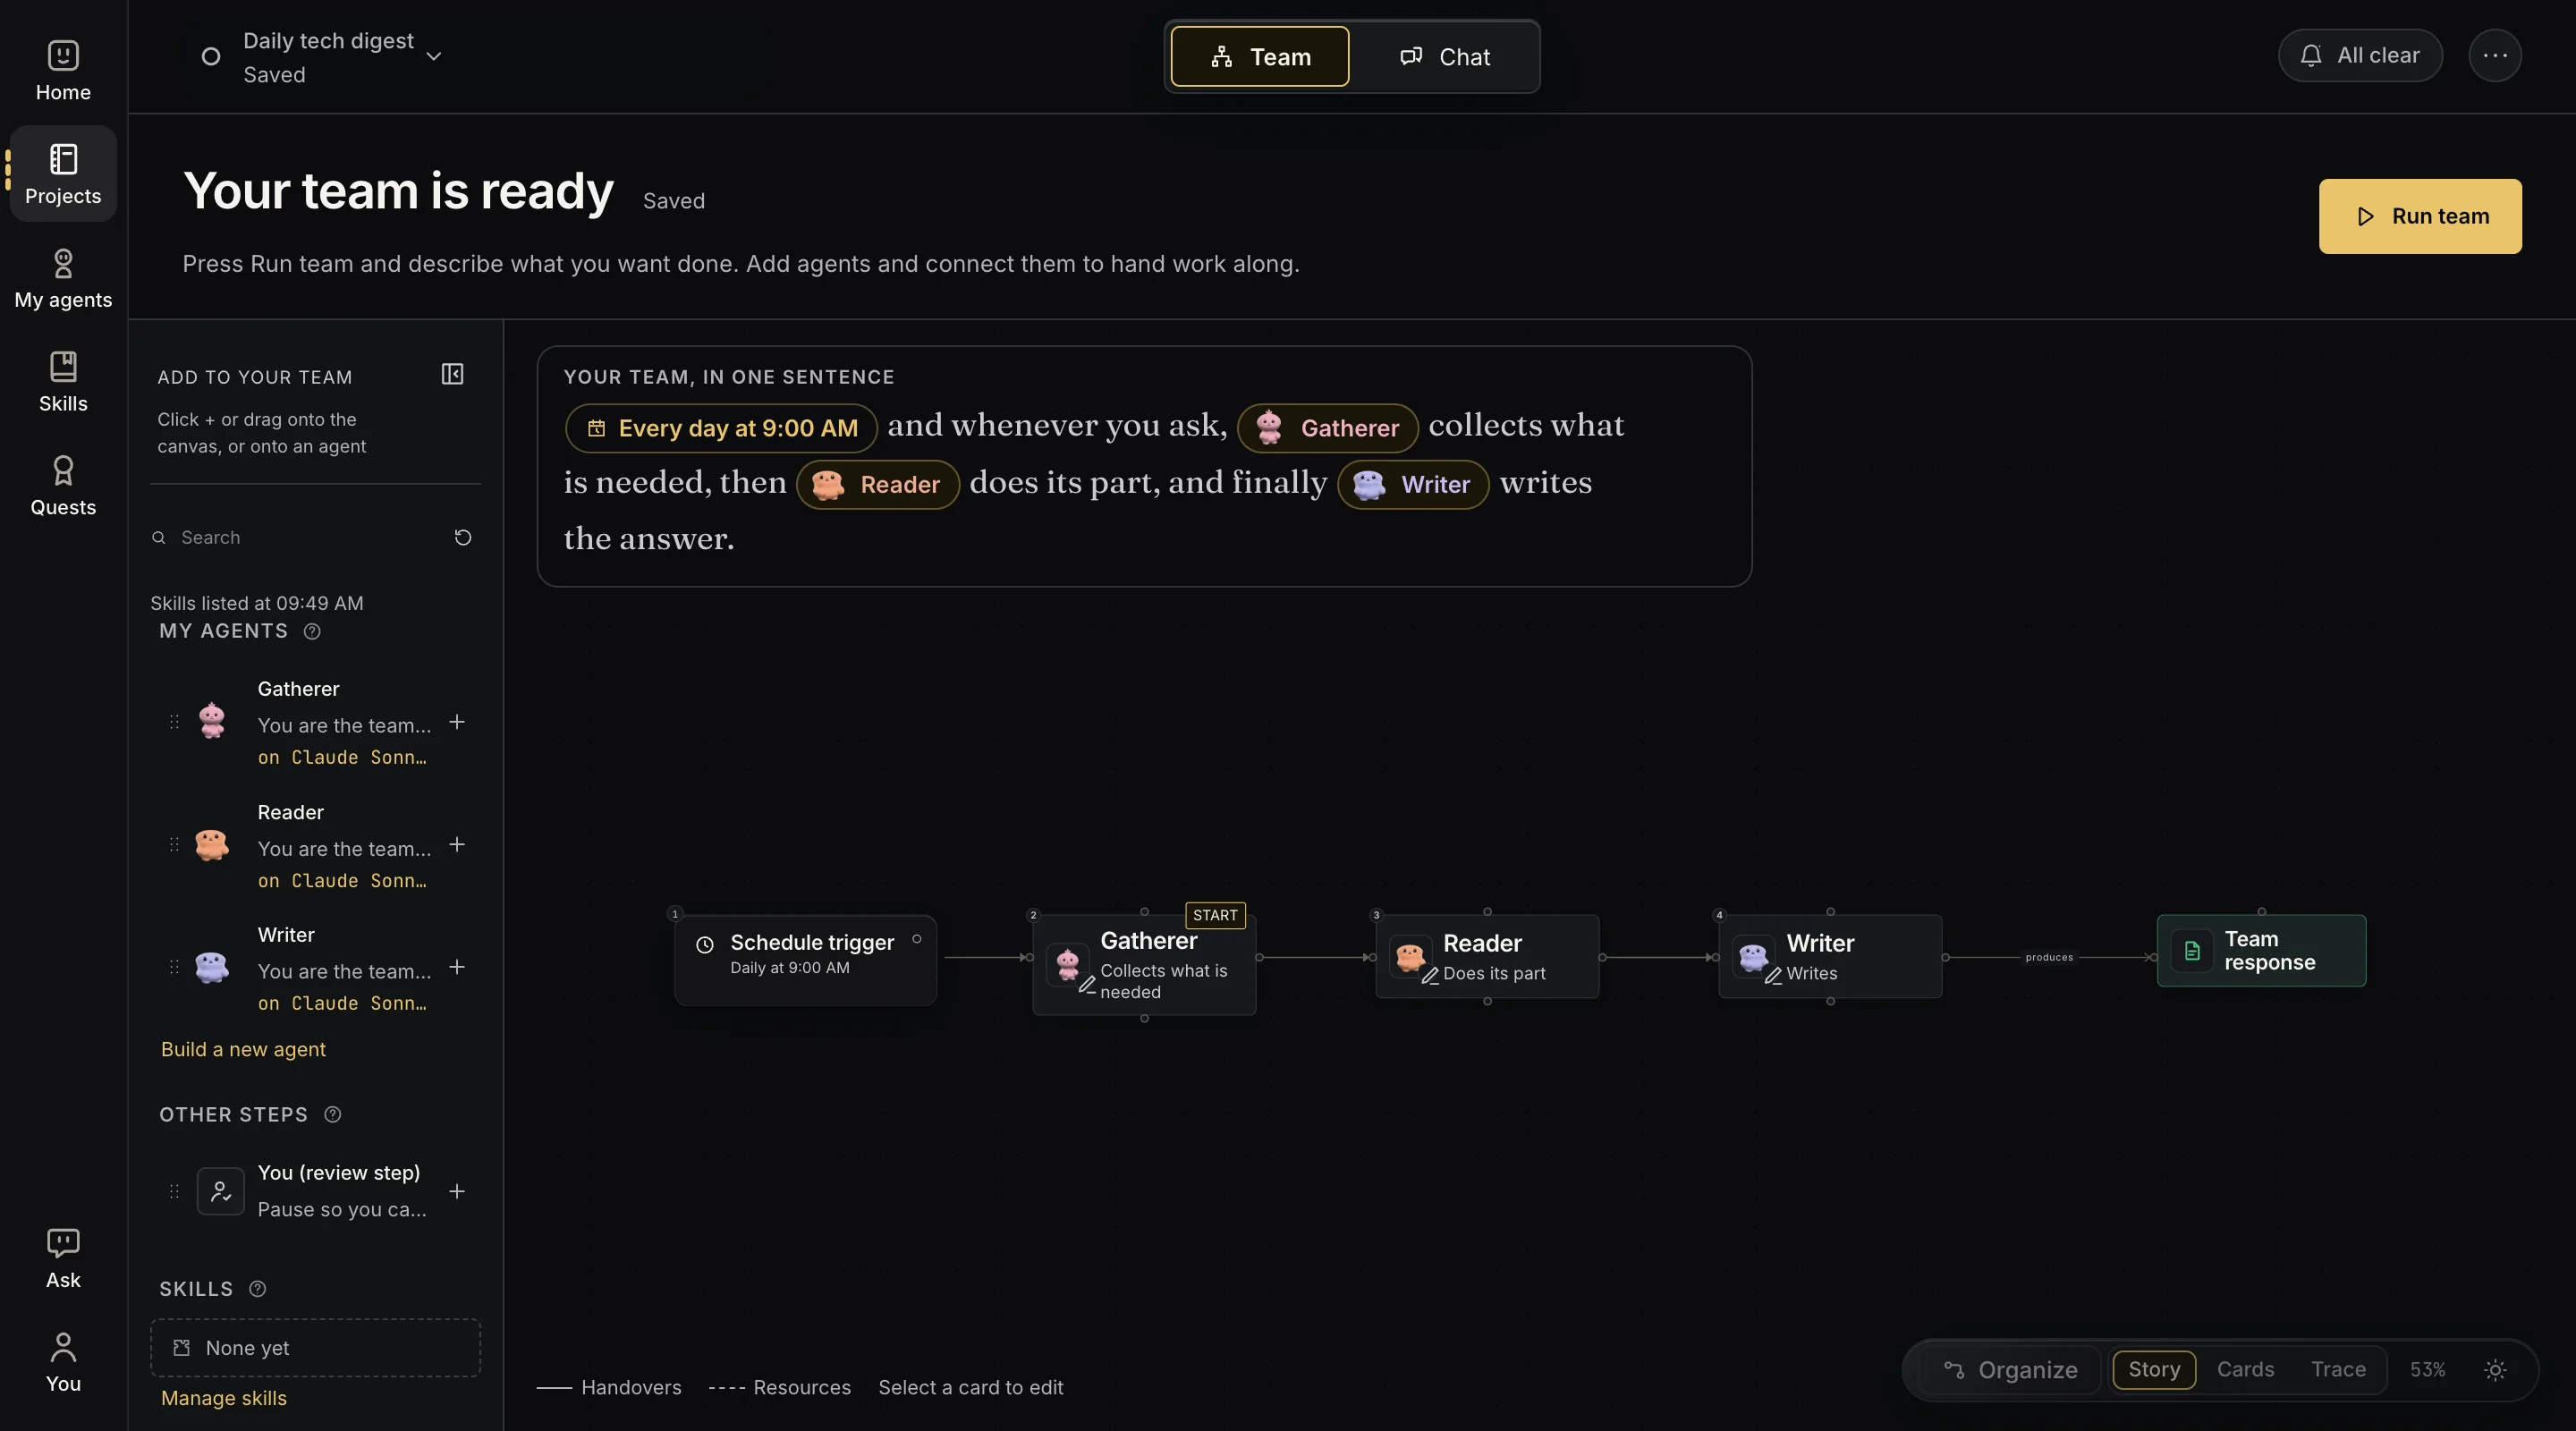 Home
Projects
My agents
Skills
Quests
Ask
You
Daily tech digest
Saved
Team
Chat
All clear
Your team is ready
Saved
Press Run team and describe what you want done. Add agents and connect them to hand work along.
Run team
ADD TO YOUR TEAM
Click + or drag onto the
canvas, or onto an agent
Search
Skills listed at 09:49 AM
MY AGENTS
Gatherer
You are the team...
on Claude Sonn…
Reader
You are the team...
on Claude Sonn…
Writer
You are the team...
on Claude Sonn…
Build a new agent
OTHER STEPS
You (review step)
Pause so you ca...
SKILLS
None yet
Manage skills
YOUR TEAM, IN ONE SENTENCE
Every day at 9:00 AM and whenever you ask, Gatherer collects what
is needed, then Reader does its part, and finally Writer writes
the answer.
1
Schedule trigger
Daily at 9:00 AM
2
START
Gatherer
Collects what is
needed
3
Reader
Does its part
4
Writer
Writes
produces
Team
response
Handovers
Resources
Select a card to edit
Organize
Story
Cards
Trace
53%